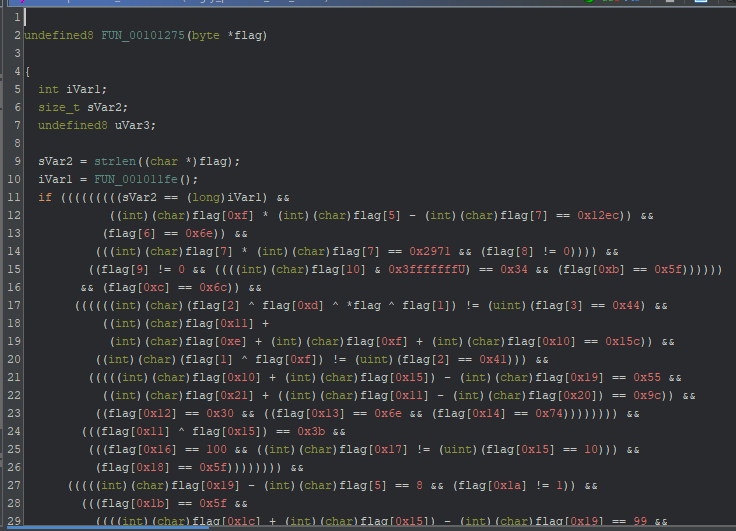 1
2 undefined8 FUN_00101275(byte *flag)
3
4 {
5 int iVar1;
6 size_t sVar2;
7 undefined8 uVar3;
8
9 sVar2 = strlen((char *)flag);
10 iVar1 = FUN_001011fe();
11 if (((((((((sVar2 == (long)iVar1) &&
12 ((int)(char)flag[0xf] * (int)(char)flag[5] - (int)(char)flag[7] == 0x12ec)) &&
13 (flag[6] == 0x6e)) &&
14 (((int)(char)flag[7] * (int)(char)flag[7] == 0x2971 && (flag[8] != 0)))) &&
15 ((flag[9] != 0 && ((((int)(char)flag[10] & 0x3fffffffU) == 0x34 && (flag[0xb] == 0x5f))))))
16 && (flag[0xc] == 0x6c)) &&
17 ((((((int)(char)(flag[2] ^ flag[0xd] ^ *flag ^ flag[1]) != (uint)(flag[3] == 0x44) &&
18 ((int)(char)flag[0x11] +
19 (int)(char)flag[0xe] + (int)(char)flag[0xf] + (int)(char)flag[0x10] == 0x15c)) &&
20 ((int)(char)(flag[1] ^ flag[0xf]) != (uint)(flag[2] == 0x41))) &&
21 (((((int)(char)flag[0x10] + (int)(char)flag[0x15]) - (int)(char)flag[0x19] == 0x55 &&
22 ((int)(char)flag[0x21] + ((int)(char)flag[0x11] - (int)(char)flag[0x20]) == 0x9c)) &&
23 ((flag[0x12] == 0x30 && ((flag[0x13] == 0x6e && (flag[0x14] == 0x74)))))))) &&
24 (((flag[0x11] ^ flag[0x15]) == 0x3b &&
25 (((flag[0x16] == 100 && ((int)(char)flag[0x17] != (uint)(flag[0x15] == 10))) &&
26 (flag[0x18] == 0x5f)))))))) &&
27 (((((int)(char)flag[0x19] - (int)(char)flag[5] == 8 && (flag[0x1a] != 1)) &&
28 (((flag[0x1b] == 0x5f &&
29 ((((int)(char)flag[0x1c] + (int)(char)flag[0x15]) - (int)(char)flag[0x19] == 99 &&